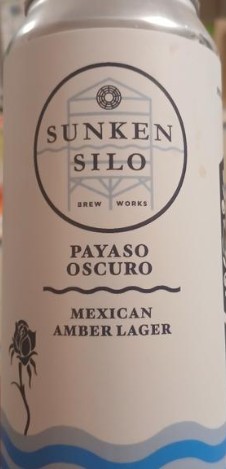 SUNKEN
SILO
BREW WORKS
PAYASO
OSCURO
MEXICAN
AMBER LAGER